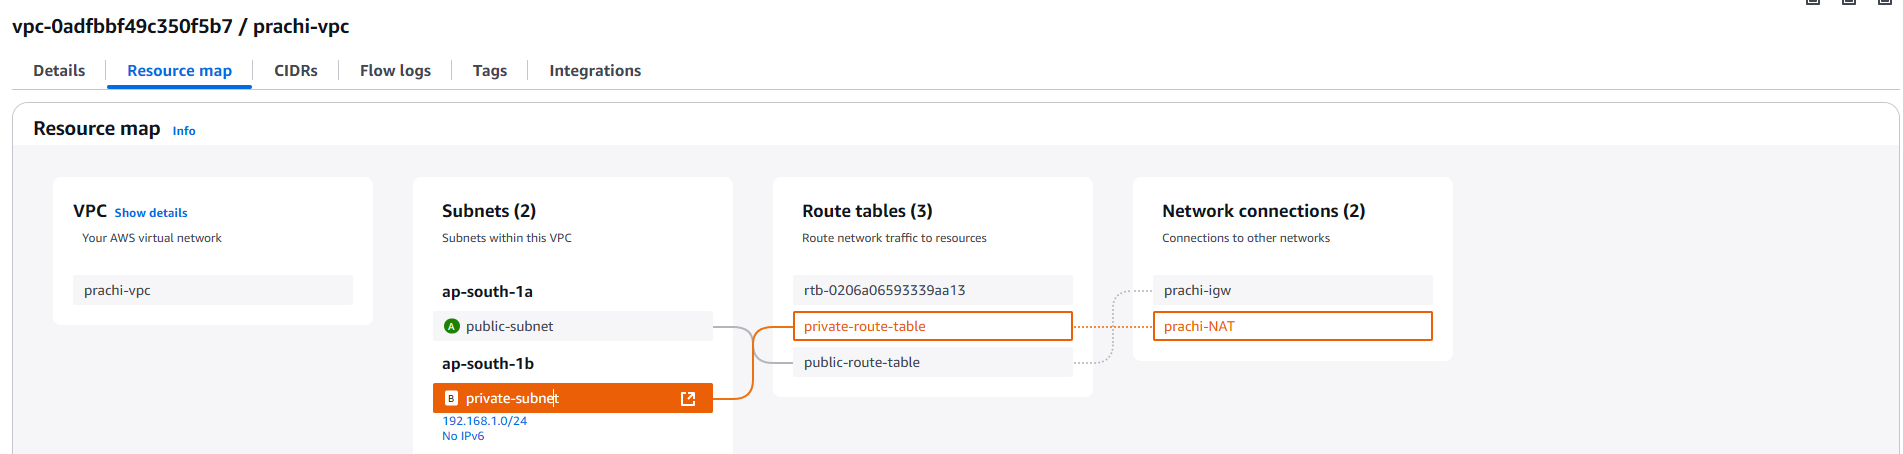 vpc-0adfbbf49c350f5b7 / prachi-vpc
Details Resource map CIDRs Flow logs Tags Integrations
Resource map Info
VPC Show details
Your AWS virtual network
prachi-vpc
Subnets (2)
Subnets within this VPC
ap-south-1a
A public-subnet
ap-south-1b
B private-subnet
192.168.1.0/24
No IPv6
Route tables (3)
Route network traffic to resources
rtb-0206a06593339aa13
private-route-table
public-route-table
Network connections (2)
Connections to other networks
prachi-igw
prachi-NAT